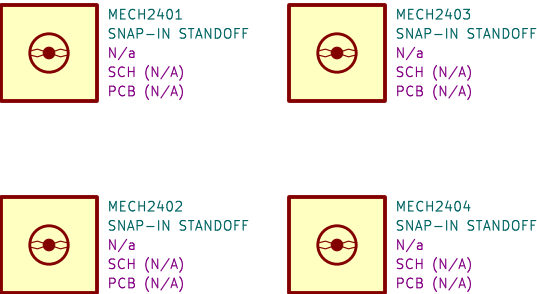 MECH2401
SNAP-IN STANDOFF
N/a
SCH (N/A)
PCB (N/A)
MECH2403
SNAP-IN STANDOFF
N/a
SCH (N/A)
PCB (N/A)
MECH2402
SNAP-IN STANDOFF
N/a
SCH (N/A)
PCB (N/A)
MECH2404
SNAP-IN STANDOFF
N/a
SCH (N/A)
PCB (N/A)